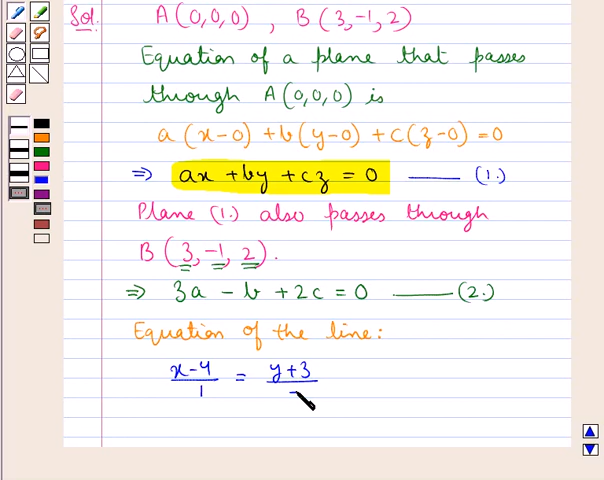 Sol. A(0,0,0), B(3,-1,2)
Equation of a plane that passes
through A(0,0,0) is
a(x-0) + b(y-0) + c(z-0) = 0
⇒ ax + by + cz = 0 —— (1.)
Plane (1.) also passes through
B(3,-1,2).
⇒ 3a - b + 2c = 0 —— (2.)
Equation of the line:
(x-4)/1 = (y+3)/-